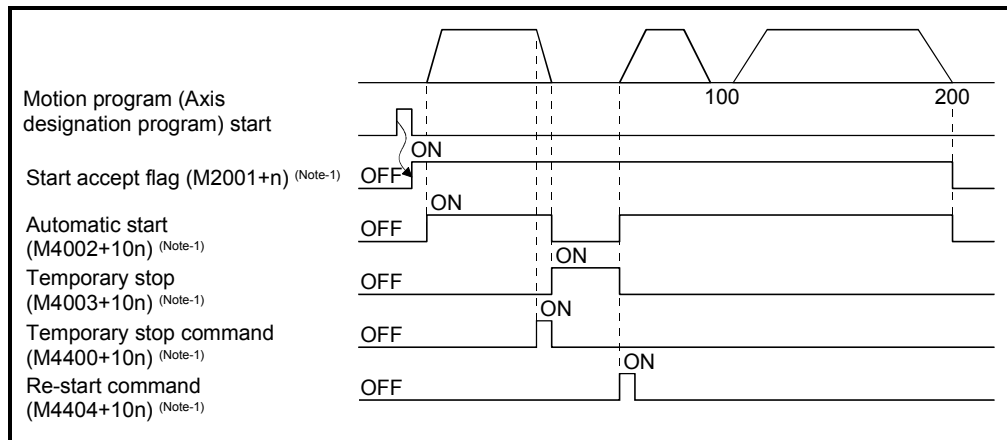 100
200
Motion program (Axis
designation program) start
ON
Start accept flag (M2001+n) (Note-1)
OFF
ON
Automatic start
(M4002+10n) (Note-1)
OFF
ON
Temporary stop
(M4003+10n) (Note-1)
OFF
ON
Temporary stop command
(M4400+10n) (Note-1)
OFF
ON
Re-start command
(M4404+10n) (Note-1)
OFF